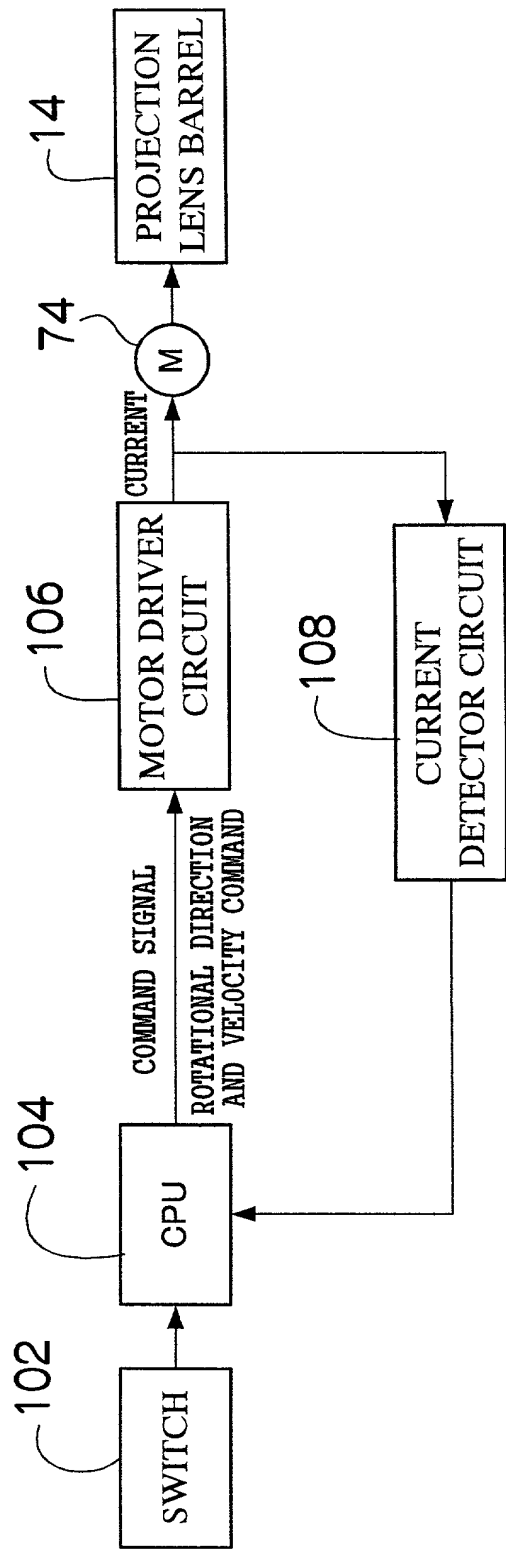 102
SWITCH
104
CPU
COMMAND SIGNAL
ROTATIONAL DIRECTION
AND VELOCITY COMMAND
106
MOTOR DRIVER
CIRCUIT
CURRENT
74
M
14
PROJECTION
LENS BARREL
108
CURRENT
DETECTOR CIRCUIT